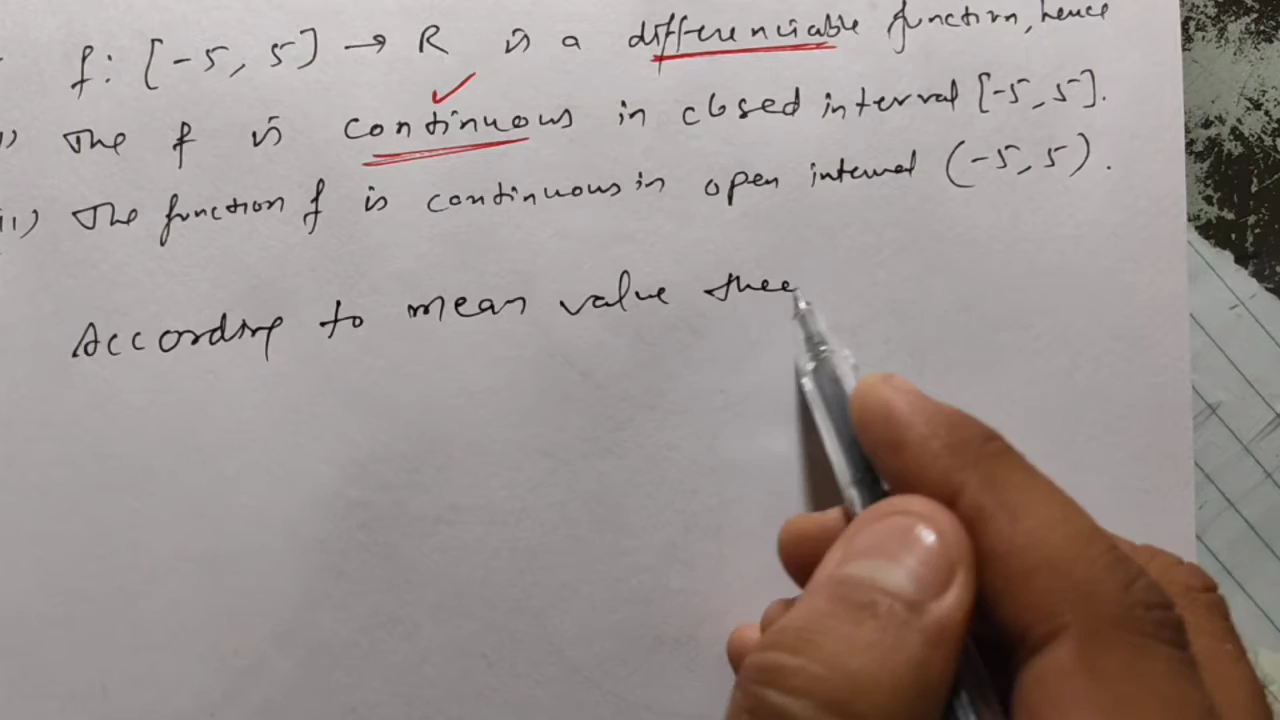 f: [-5, 5] → R is a differenciable function, hence
i) The f is continuous in closed interval [-5, 5].
ii) The function f is continuous in open interval (-5, 5).
According to mean value theo